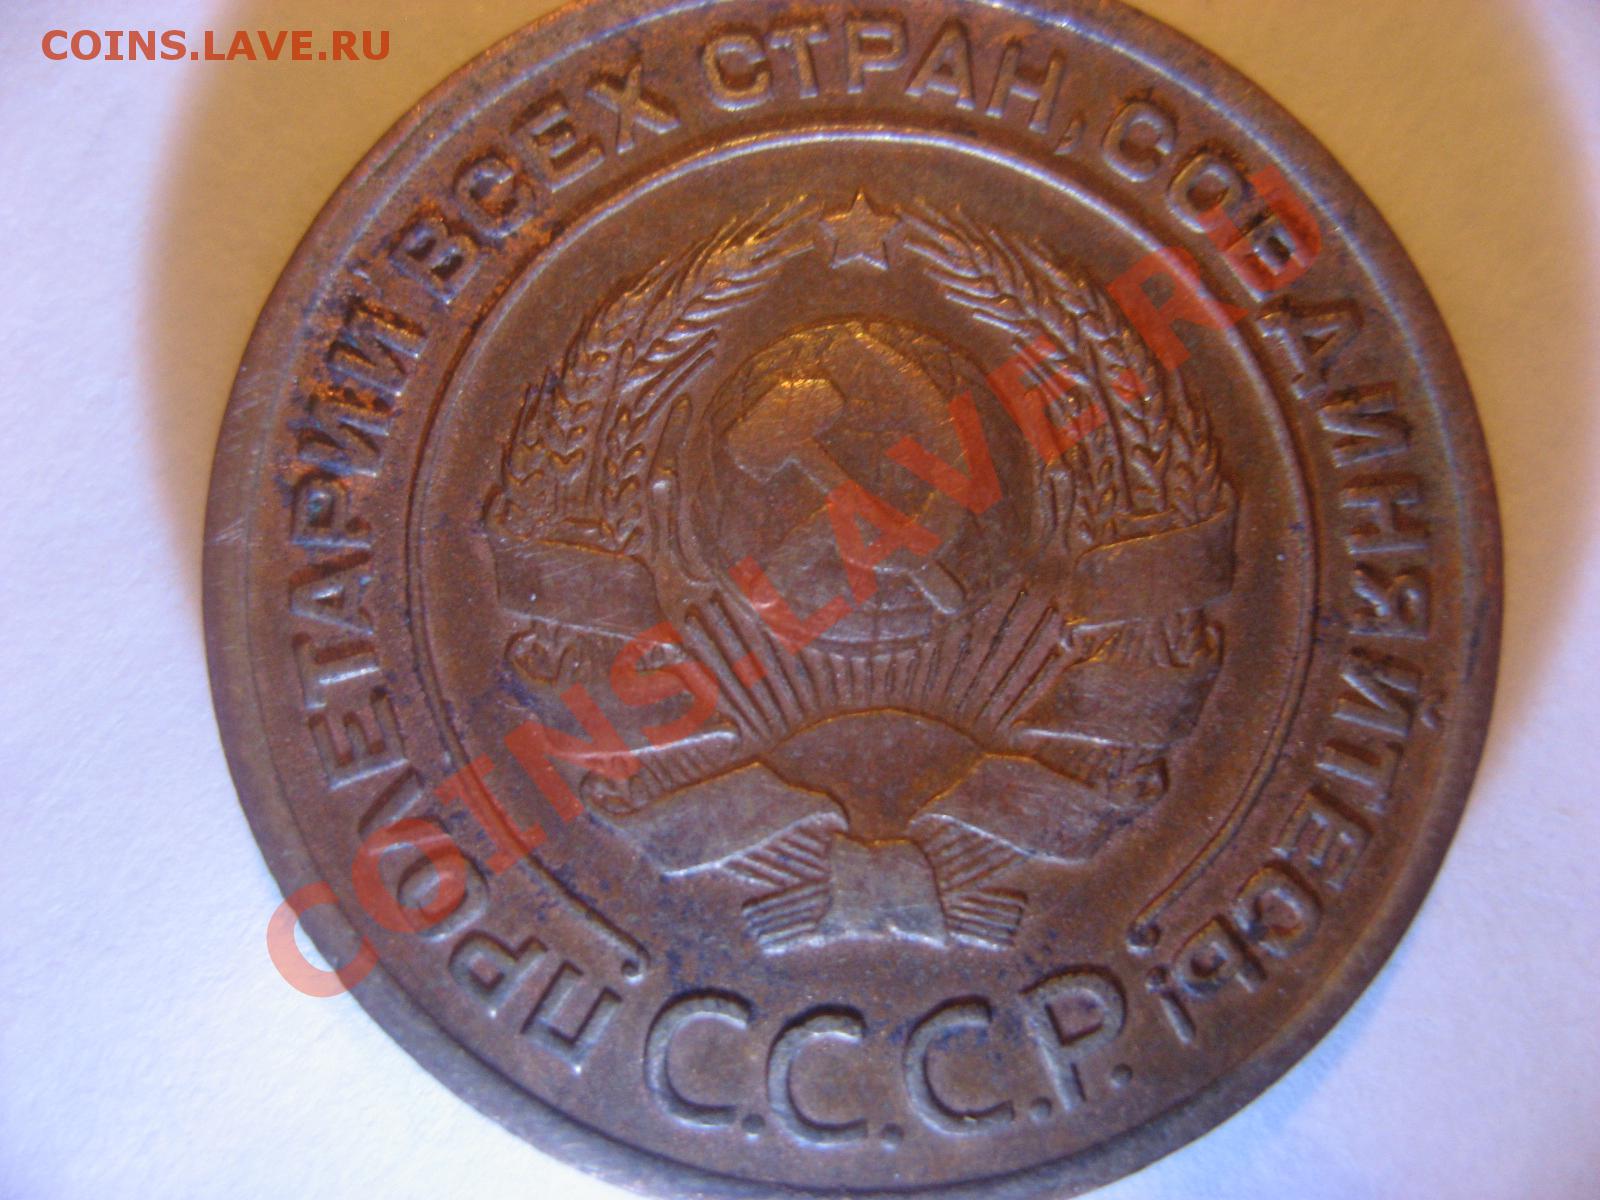 COINS.LAVE.RU
ПРОЛЕТАРИИ ВСЕХ СТРАН, СОЕДИНЯЙТЕСЬ!
COINS.LAVE.RU
С.С.С.Р.